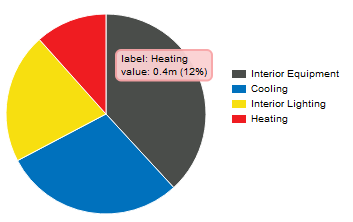 label: Heating
value: 0.4m (12%)
Interior Equipment
Cooling
Interior Lighting
Heating